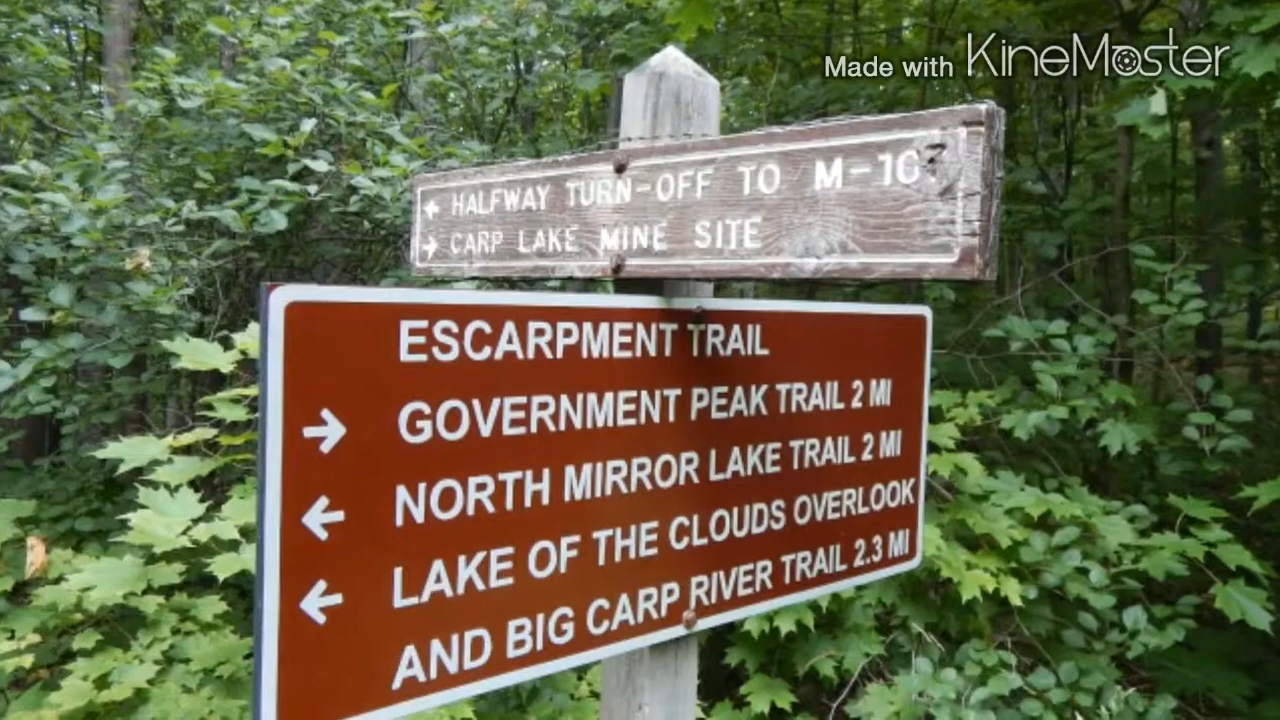 Made with KineMaster
← HALFWAY TURN-OFF TO M-107
→ CARP LAKE MINE SITE
ESCARPMENT TRAIL
→ GOVERNMENT PEAK TRAIL 2 MI
← NORTH MIRROR LAKE TRAIL 2 MI
← LAKE OF THE CLOUDS OVERLOOK
AND BIG CARP RIVER TRAIL 2.3 MI